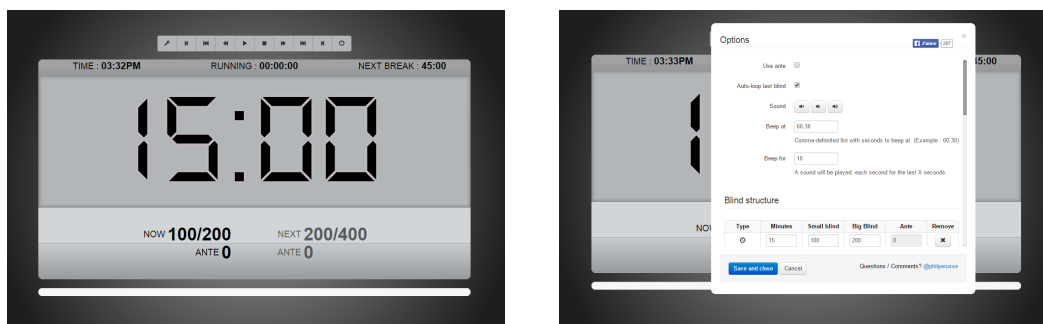 TIME : 03:32PM RUNNING : 00:00:00 NEXT BREAK : 45:00
15:00
NOW 100/200 NEXT 200/400
ANTE 0 ANTE 0
Options
J'aime 267
TIME : 03:33PM
45:00
Use ante
Auto-loop last blind
Sound
Beep at 60,30
Comma-delimited list with seconds to beep at. (Example : 60,30)
Beep for 10
A sound will be played, each second for the last X seconds.
Blind structure
NO
Type Minutes Small blind Big Blind Ante Remove
15 100 200 0
Save and close Cancel Questions / Comments? @philperusse